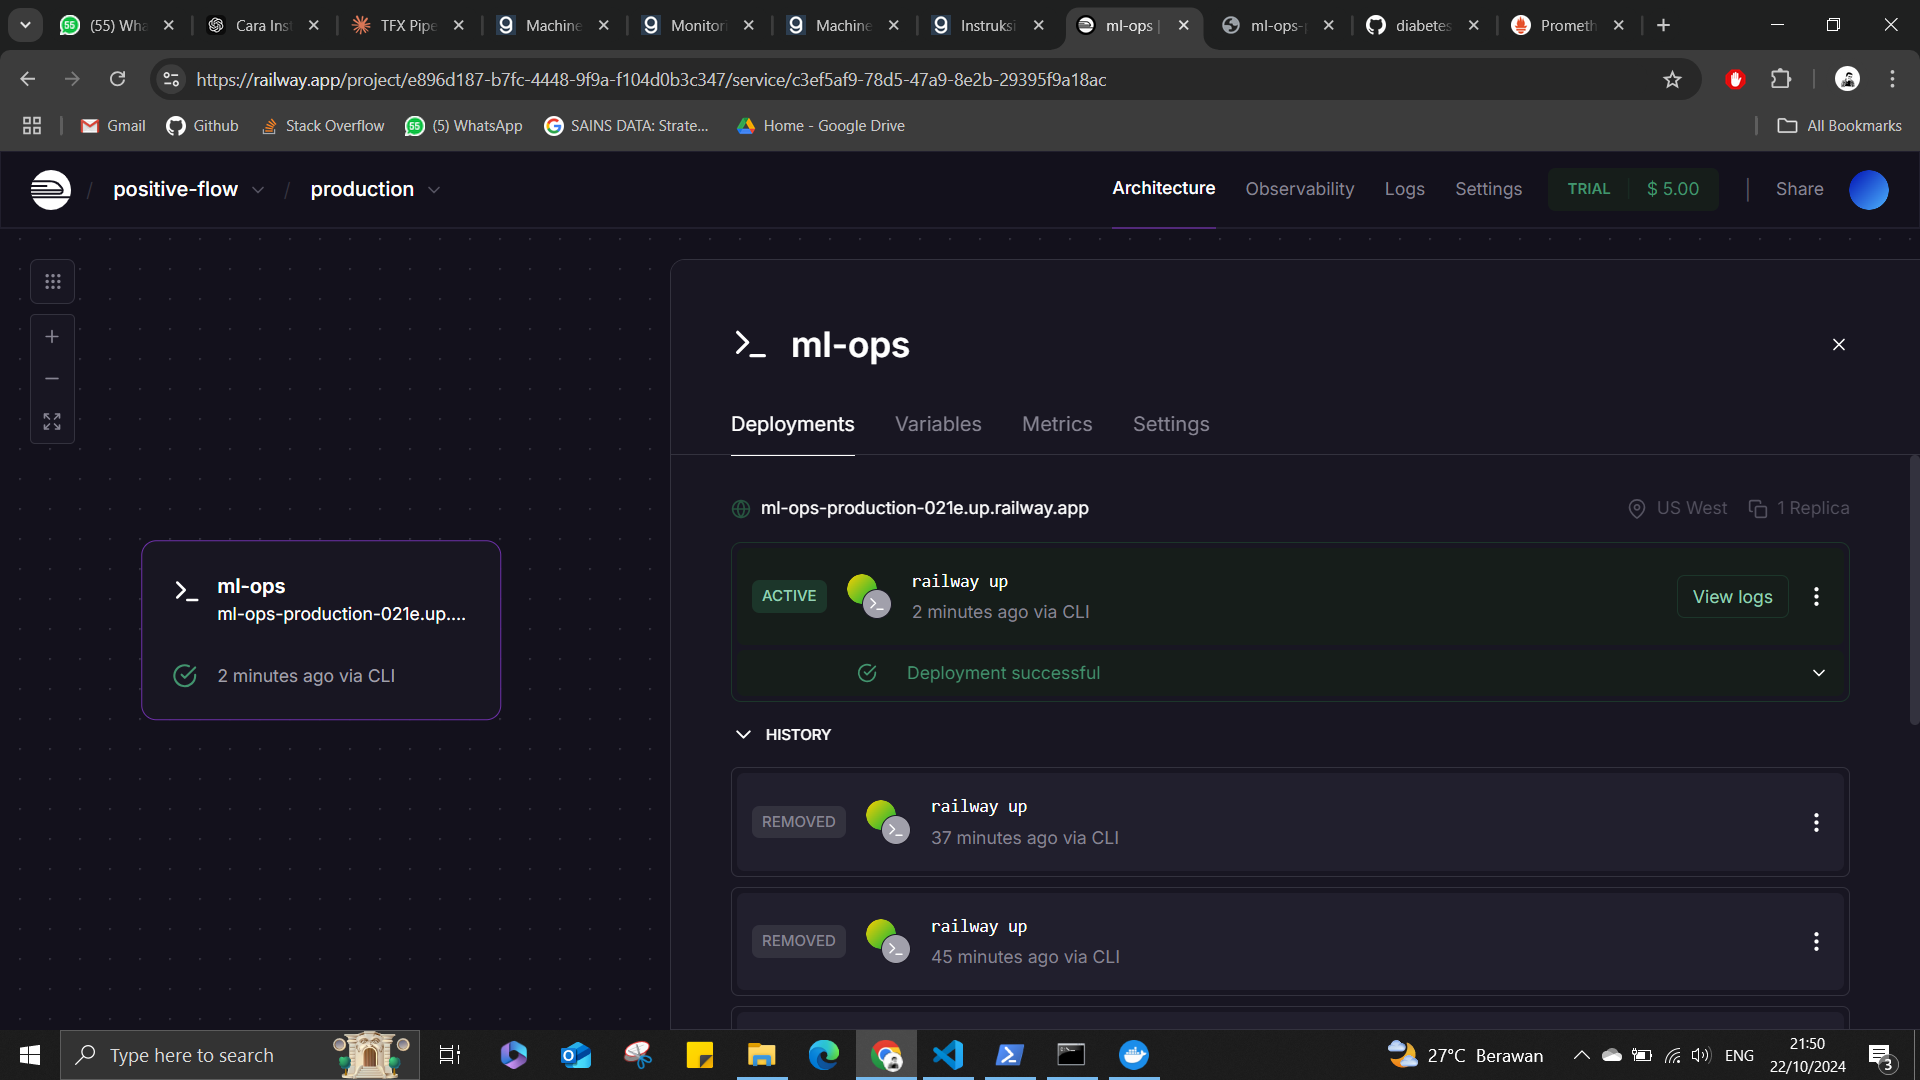 (55) Wha
Cara Inst
TFX Pipe
Machine
Monitori
Machine
Instruksi
ml-ops |
ml-ops-p
diabetes
Prometh
https://railway.app/project/e896d187-b7fc-4448-9f9a-f104d0b3c347/service/c3ef5af9-78d5-47a9-8e2b-29395f9a18ac
Gmail
Github
Stack Overflow
(5) WhatsApp
SAINS DATA: Strate...
Home - Google Drive
All Bookmarks
/ positive-flow / production
Architecture
Observability
Logs
Settings
TRIAL $ 5.00
Share
ml-ops
ml-ops-production-021e.up....
2 minutes ago via CLI
ml-ops
Deployments
Variables
Metrics
Settings
ml-ops-production-021e.up.railway.app
US West
1 Replica
ACTIVE
railway up
2 minutes ago via CLI
View logs
Deployment successful
HISTORY
REMOVED
railway up
37 minutes ago via CLI
REMOVED
railway up
45 minutes ago via CLI
Type here to search
27°C Berawan
ENG
21:50
22/10/2024
3